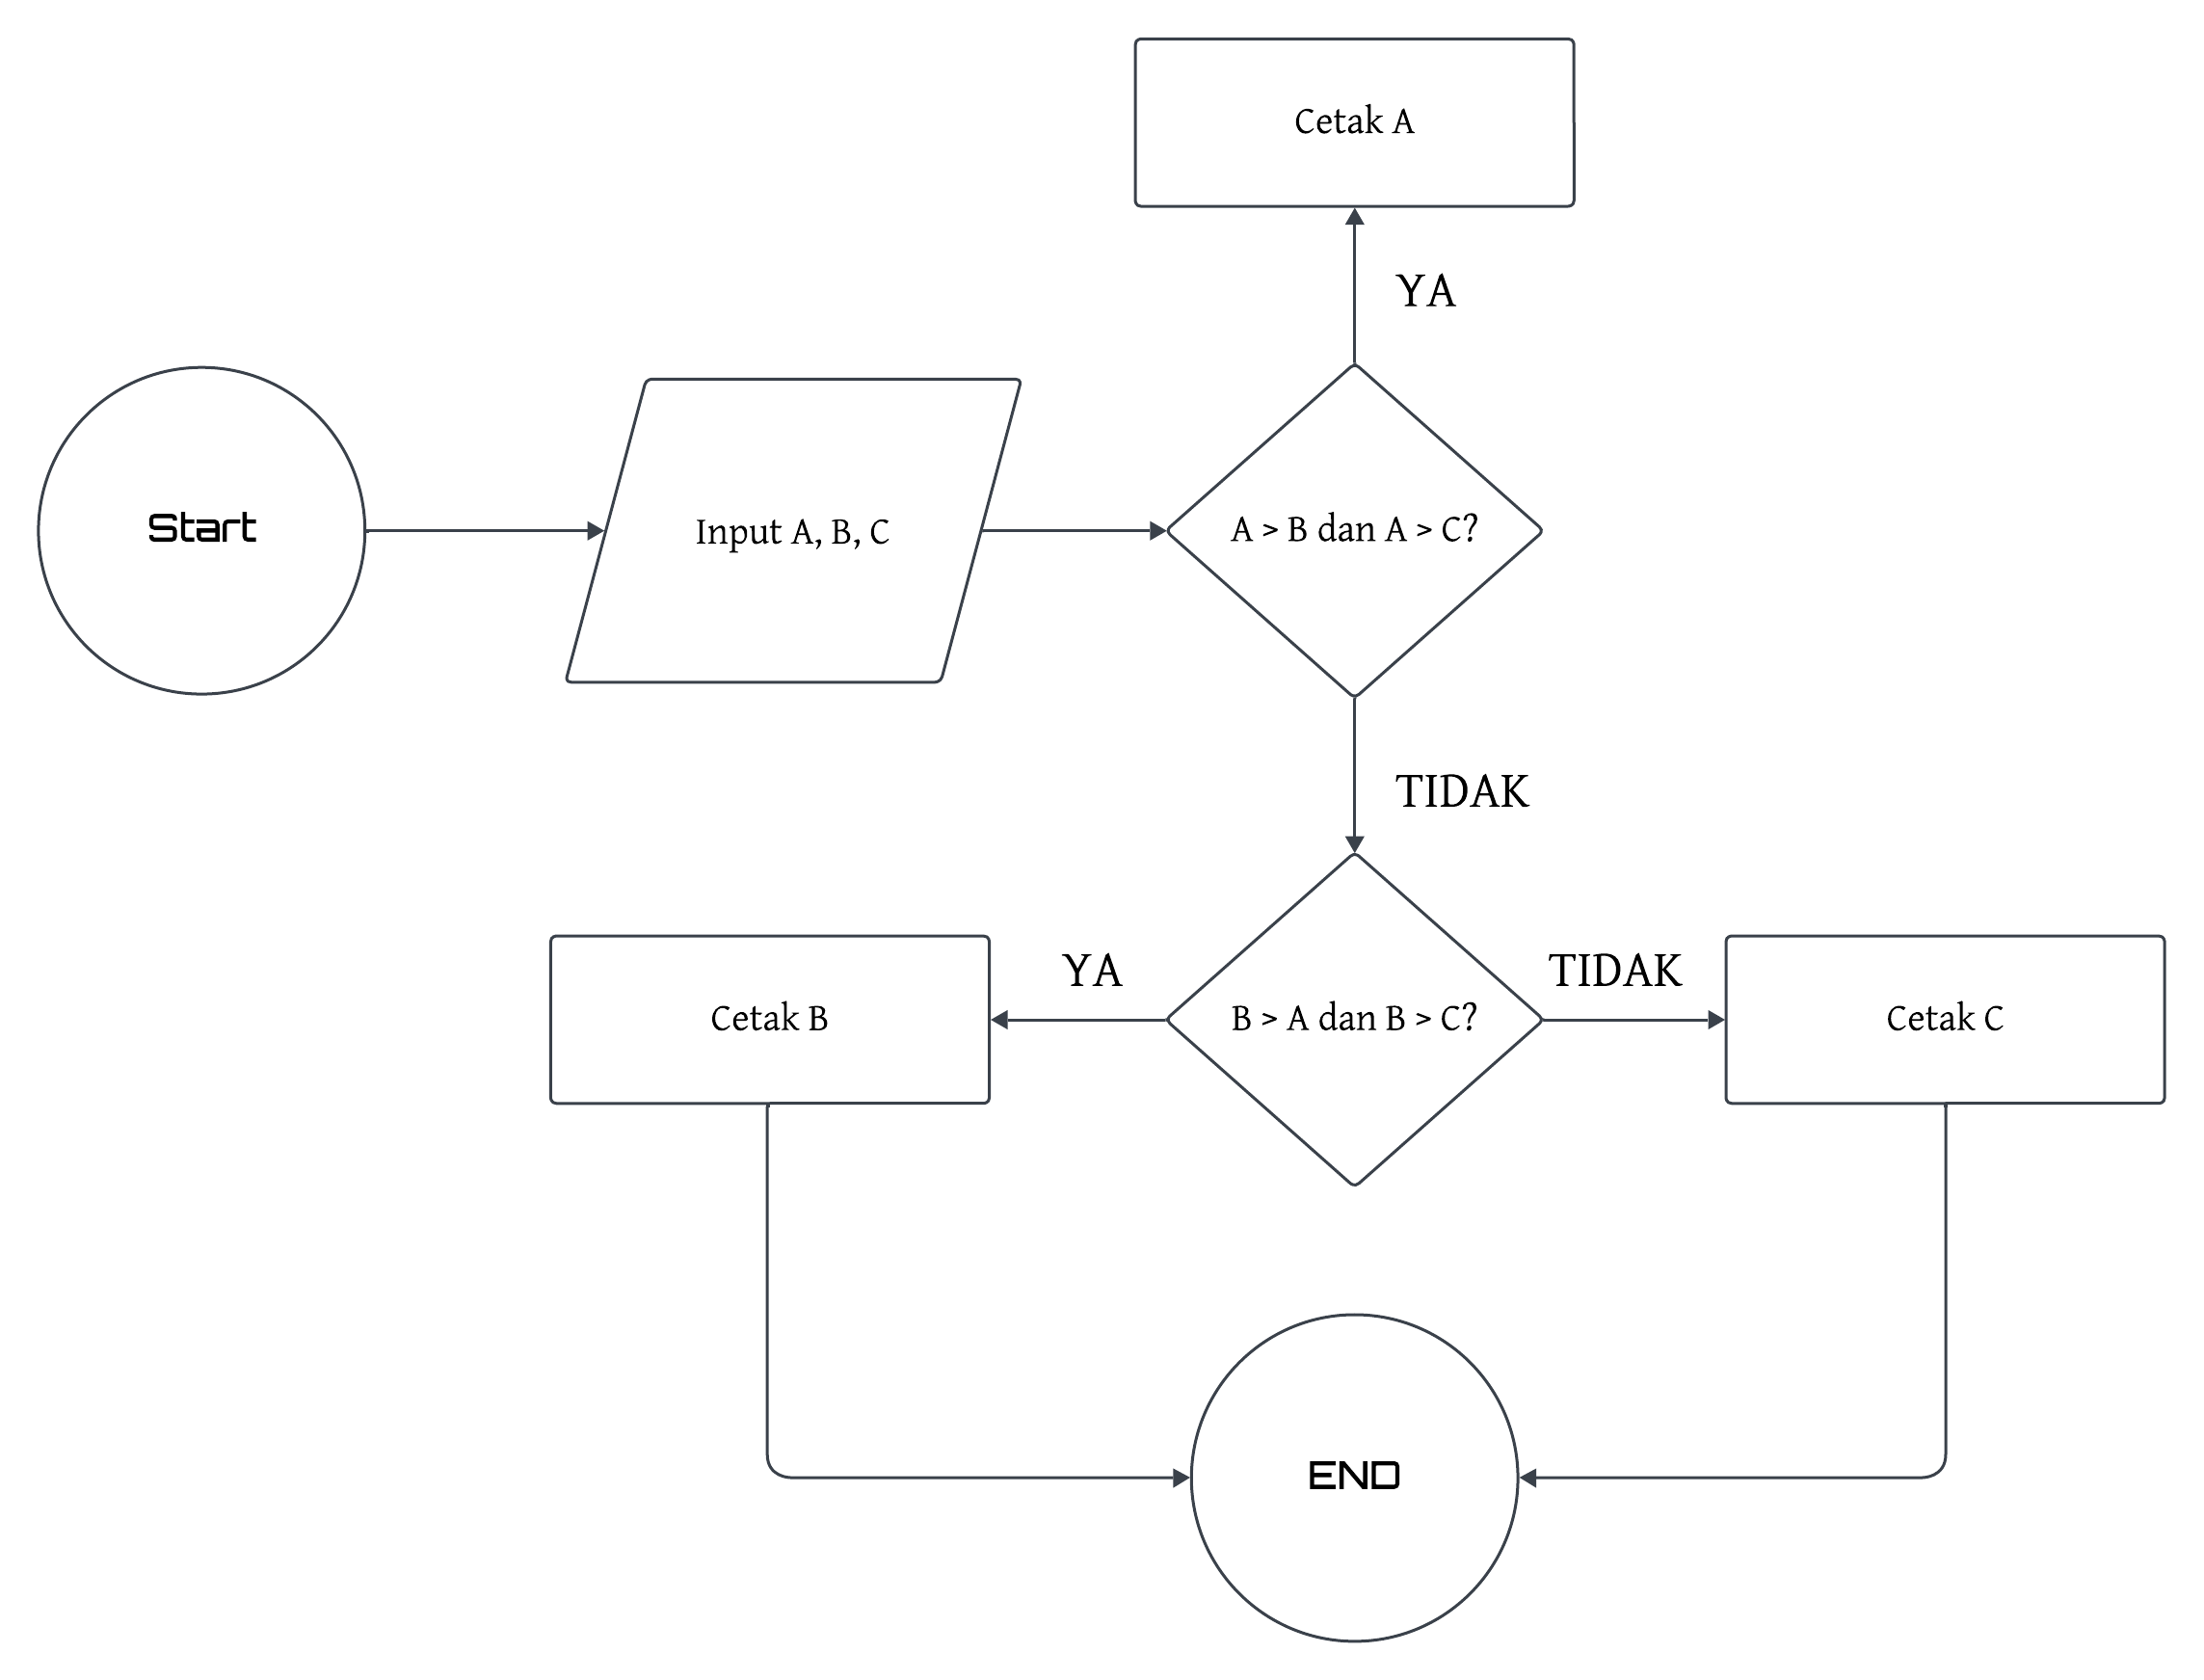 Cetak A
YA
Start
Input A, B, C
A > B dan A > C?
TIDAK
Cetak B
YA
B > A dan B > C?
TIDAK
Cetak C
END